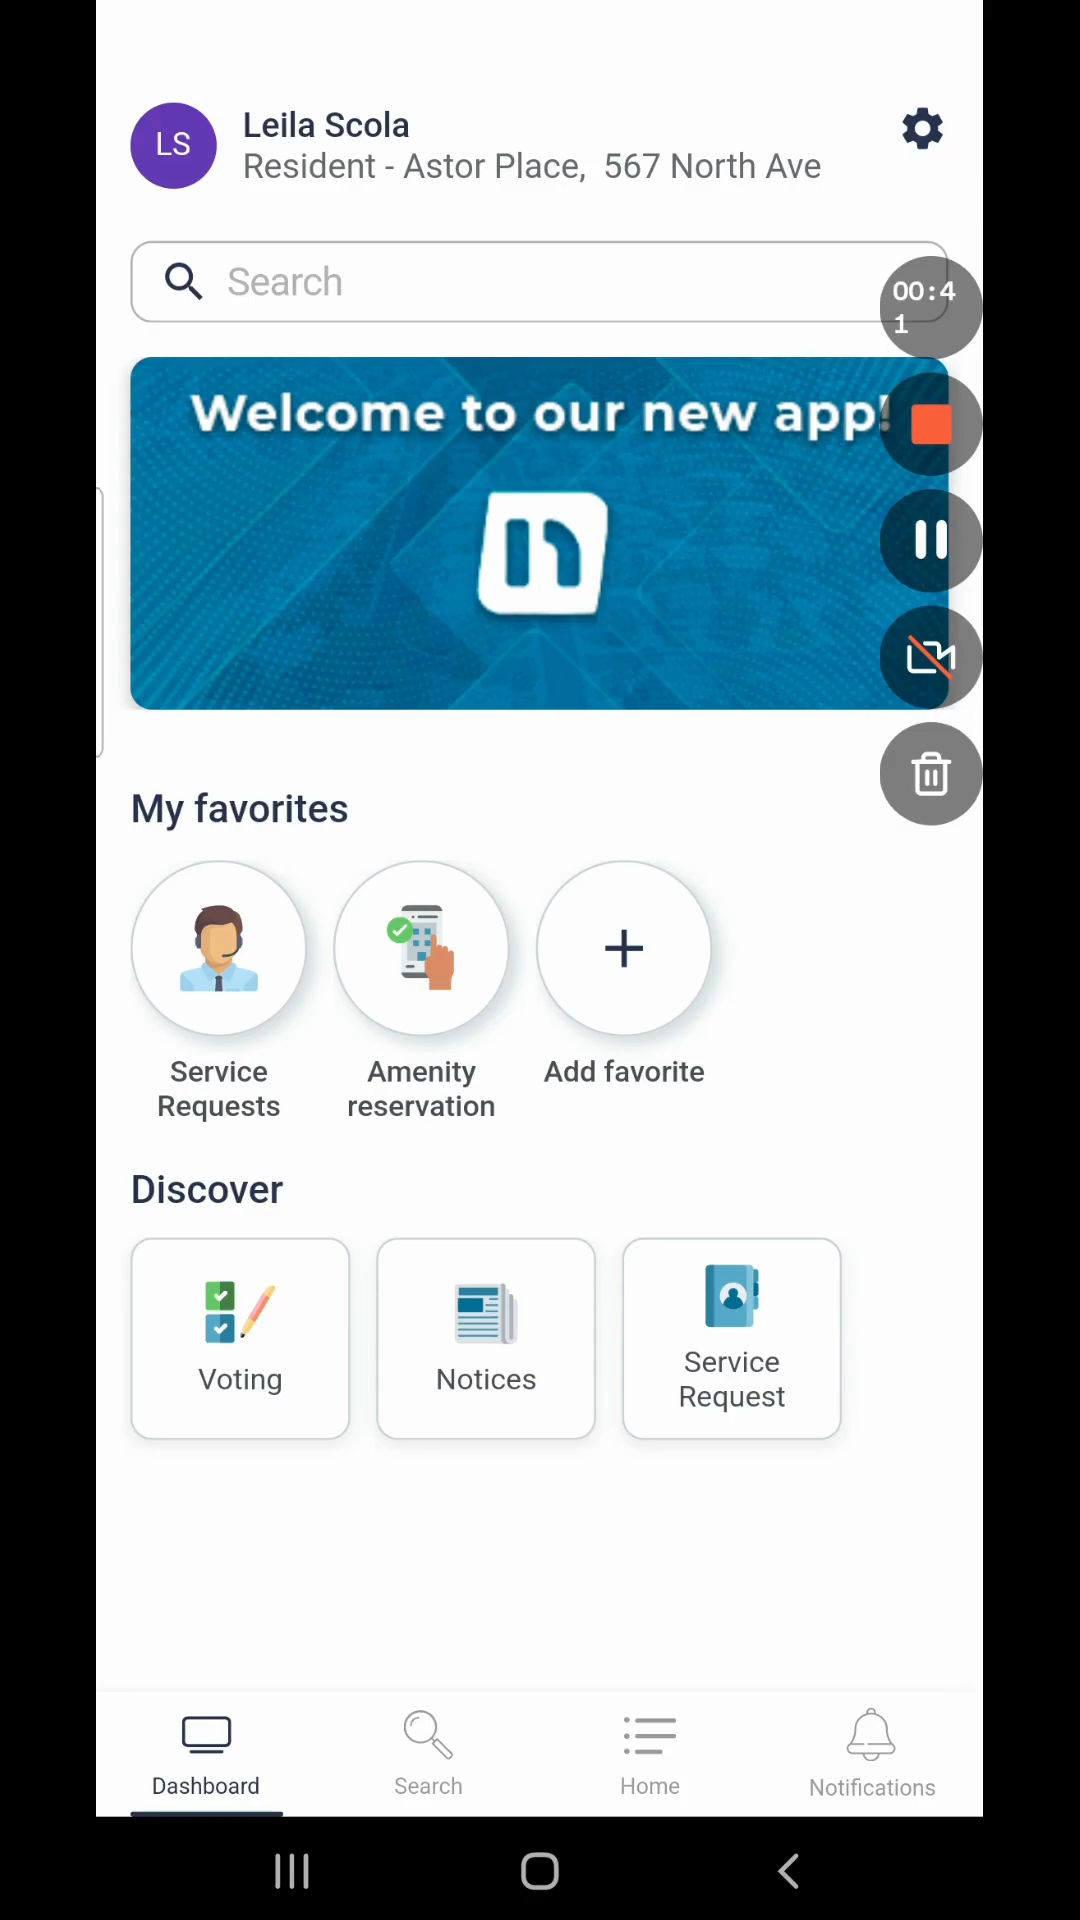 LS
Leila Scola
Resident - Astor Place,  567 North Ave
Search
00:4
1
Welcome to our new app!
My favorites
Service
Requests
Amenity
reservation
Add favorite
Discover
Voting
Notices
Service
Request
Dashboard
Search
Home
Notifications